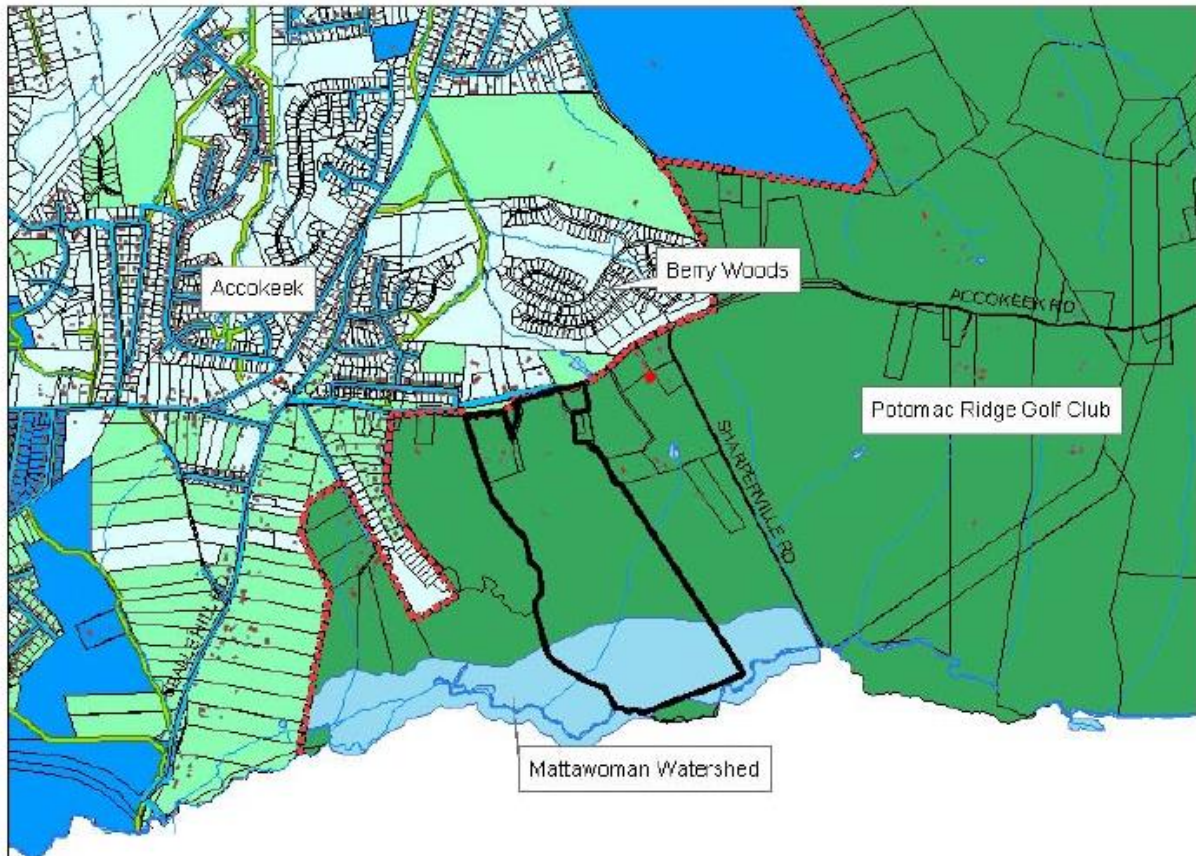 Berry Woods
Accokeek
ACCOKEEK RD
Potomac Ridge Golf Club
SHARPERVILLE RD
Mattawoman Watershed